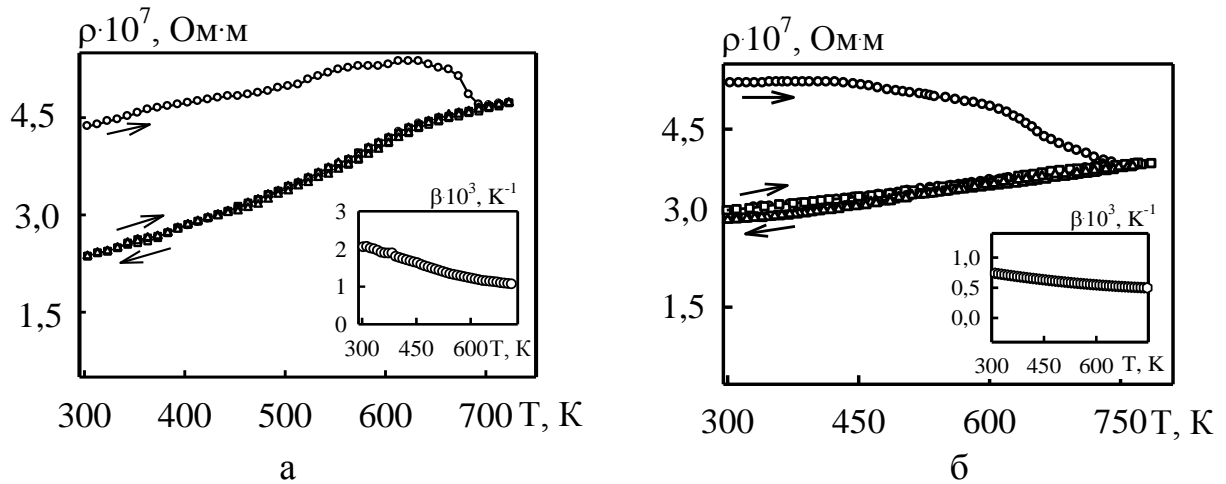 ρ·10⁷, Ом·м
4,5
3,0
1,5
300 400 500 600 700 Т, К
β·10³, К⁻¹
3
2
1
0
300 450 600 Т, К
а
ρ·10⁷, Ом·м
4,5
3,0
1,5
300 450 600 750 Т, К
β·10³, К⁻¹
1,0
0,5
0,0
300 450 600 Т, К
б